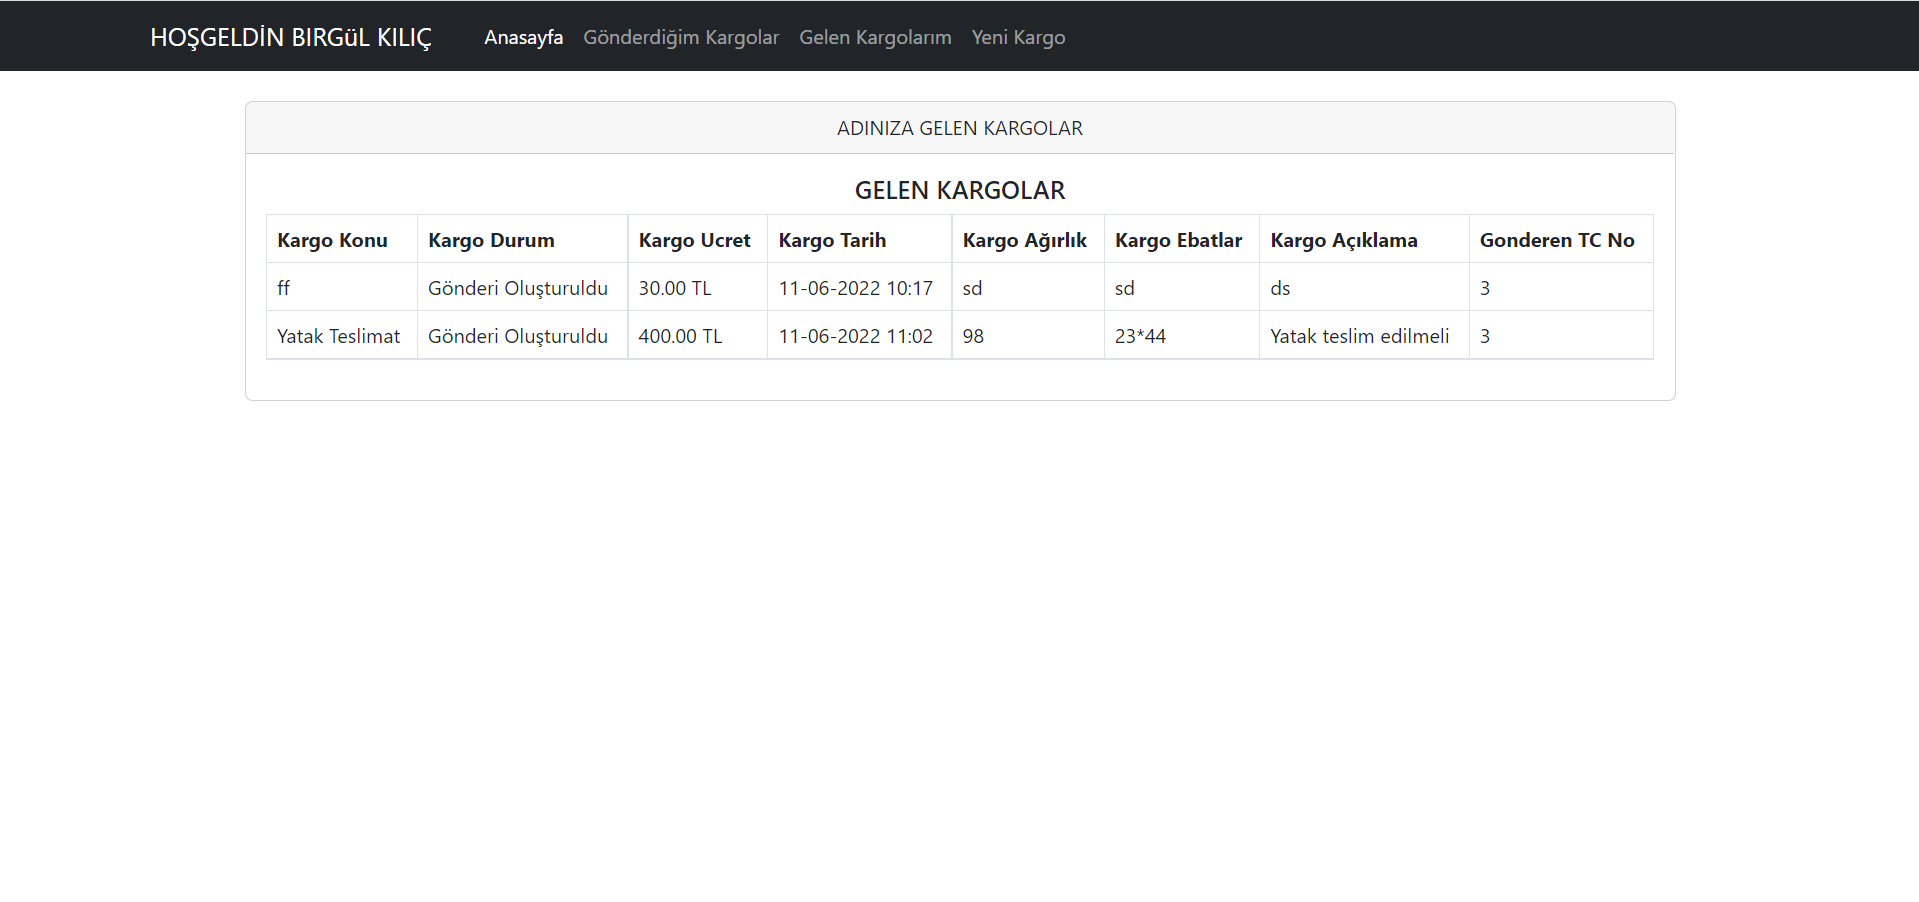 HOŞGELDİN BIRGüL KILIÇ Anasayfa Gönderdiğim Kargolar Gelen Kargolarım Yeni Kargo
ADINIZA GELEN KARGOLAR
GELEN KARGOLAR
Kargo Konu Kargo Durum Kargo Ucret Kargo Tarih Kargo Ağırlık Kargo Ebatlar Kargo Açıklama Gonderen TC No
ff Gönderi Oluşturuldu 30.00 TL 11-06-2022 10:17 sd sd ds 3
Yatak Teslimat Gönderi Oluşturuldu 400.00 TL 11-06-2022 11:02 98 23*44 Yatak teslim edilmeli 3